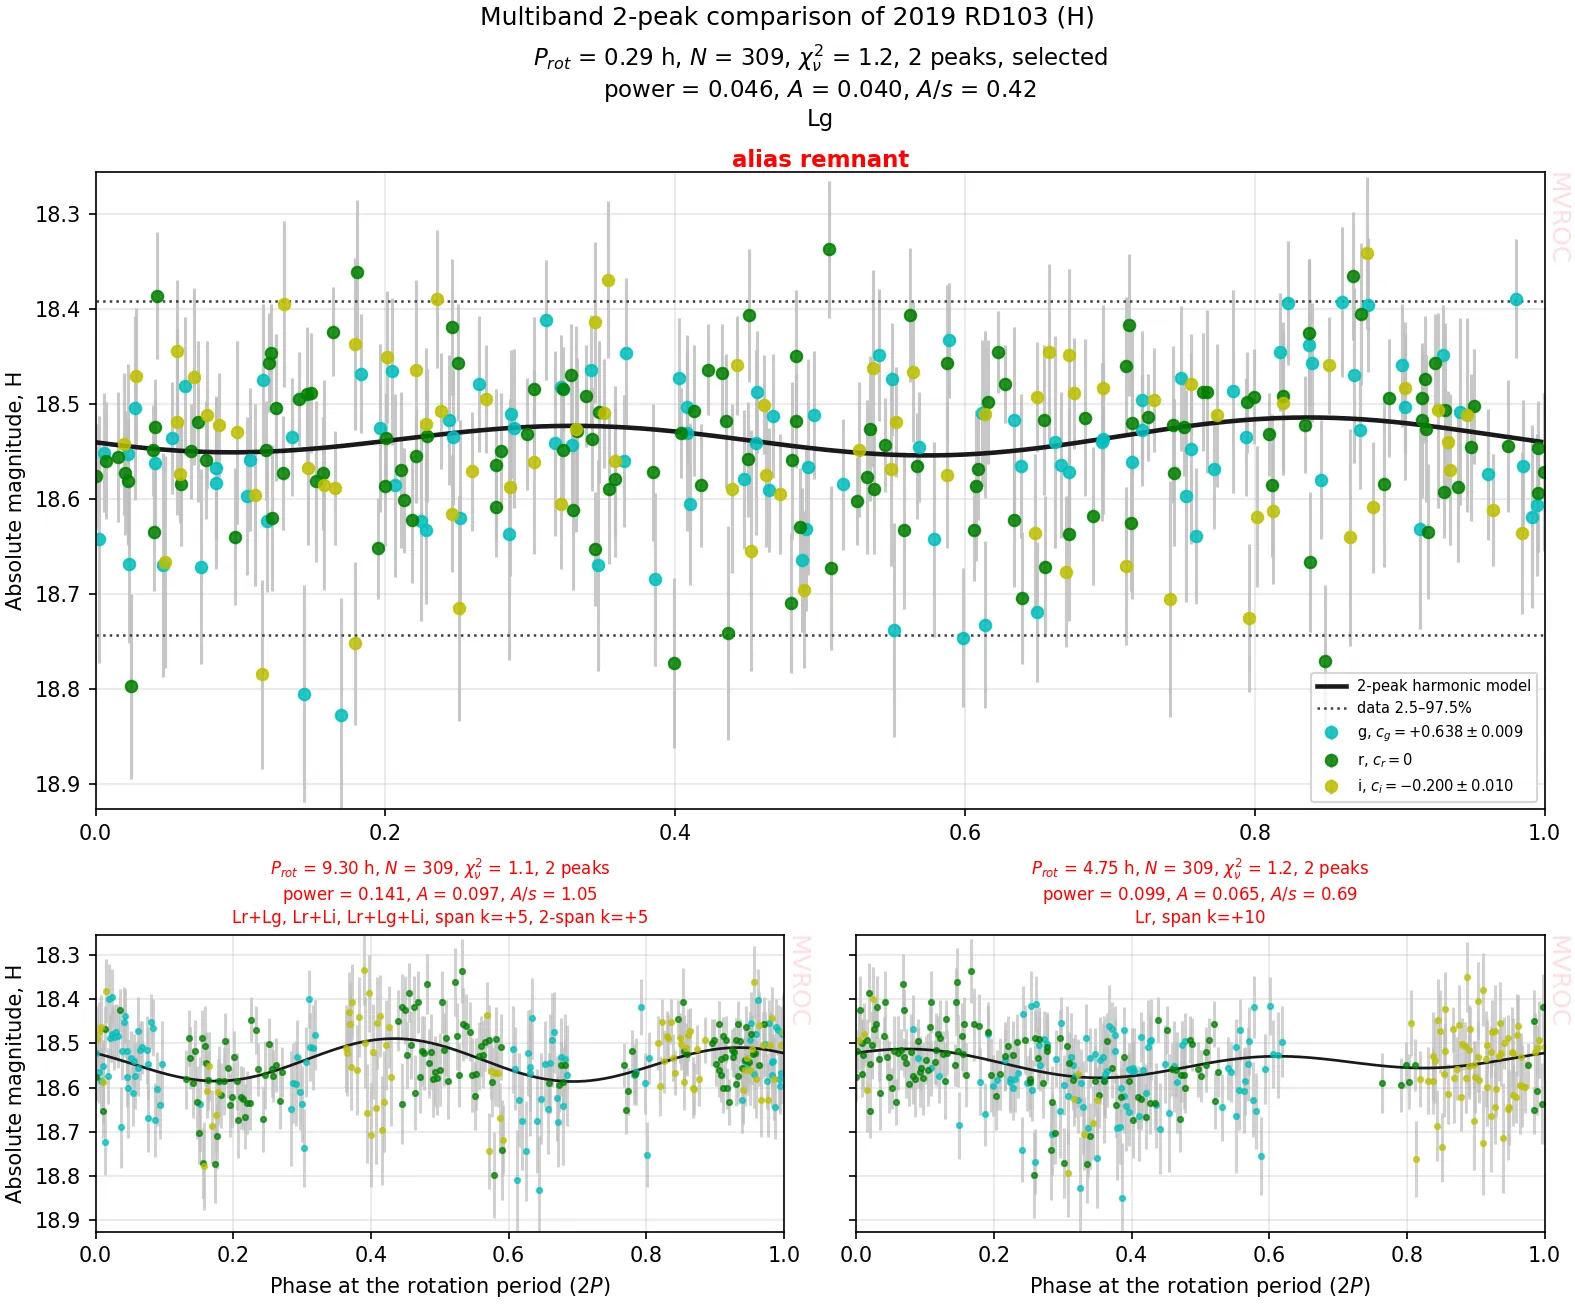 Multiband 2-peak comparison of 2019 RD103 (H)
P_rot = 0.29 h, N = 309, χ²_ν = 1.2, 2 peaks, selected
power = 0.046, A = 0.040, A/s = 0.42
Lg
alias remnant
MVROC
Absolute magnitude, H
18.3
18.4
18.5
18.6
18.7
18.8
18.9
2-peak harmonic model
data 2.5–97.5%
g, c_g = +0.638 ± 0.009
r, c_r = 0
i, c_i = −0.200 ± 0.010
0.0 0.2 0.4 0.6 0.8 1.0
P_rot = 9.30 h, N = 309, χ²_ν = 1.1, 2 peaks
power = 0.141, A = 0.097, A/s = 1.05
Lr+Lg, Lr+Li, Lr+Lg+Li, span k=+5, 2-span k=+5
MVROC
Absolute magnitude, H
18.3
18.4
18.5
18.6
18.7
18.8
18.9
0.0 0.2 0.4 0.6 0.8 1.0
Phase at the rotation period (2P)
P_rot = 4.75 h, N = 309, χ²_ν = 1.2, 2 peaks
power = 0.099, A = 0.065, A/s = 0.69
Lr, span k=+10
MVROC
0.0 0.2 0.4 0.6 0.8 1.0
Phase at the rotation period (2P)